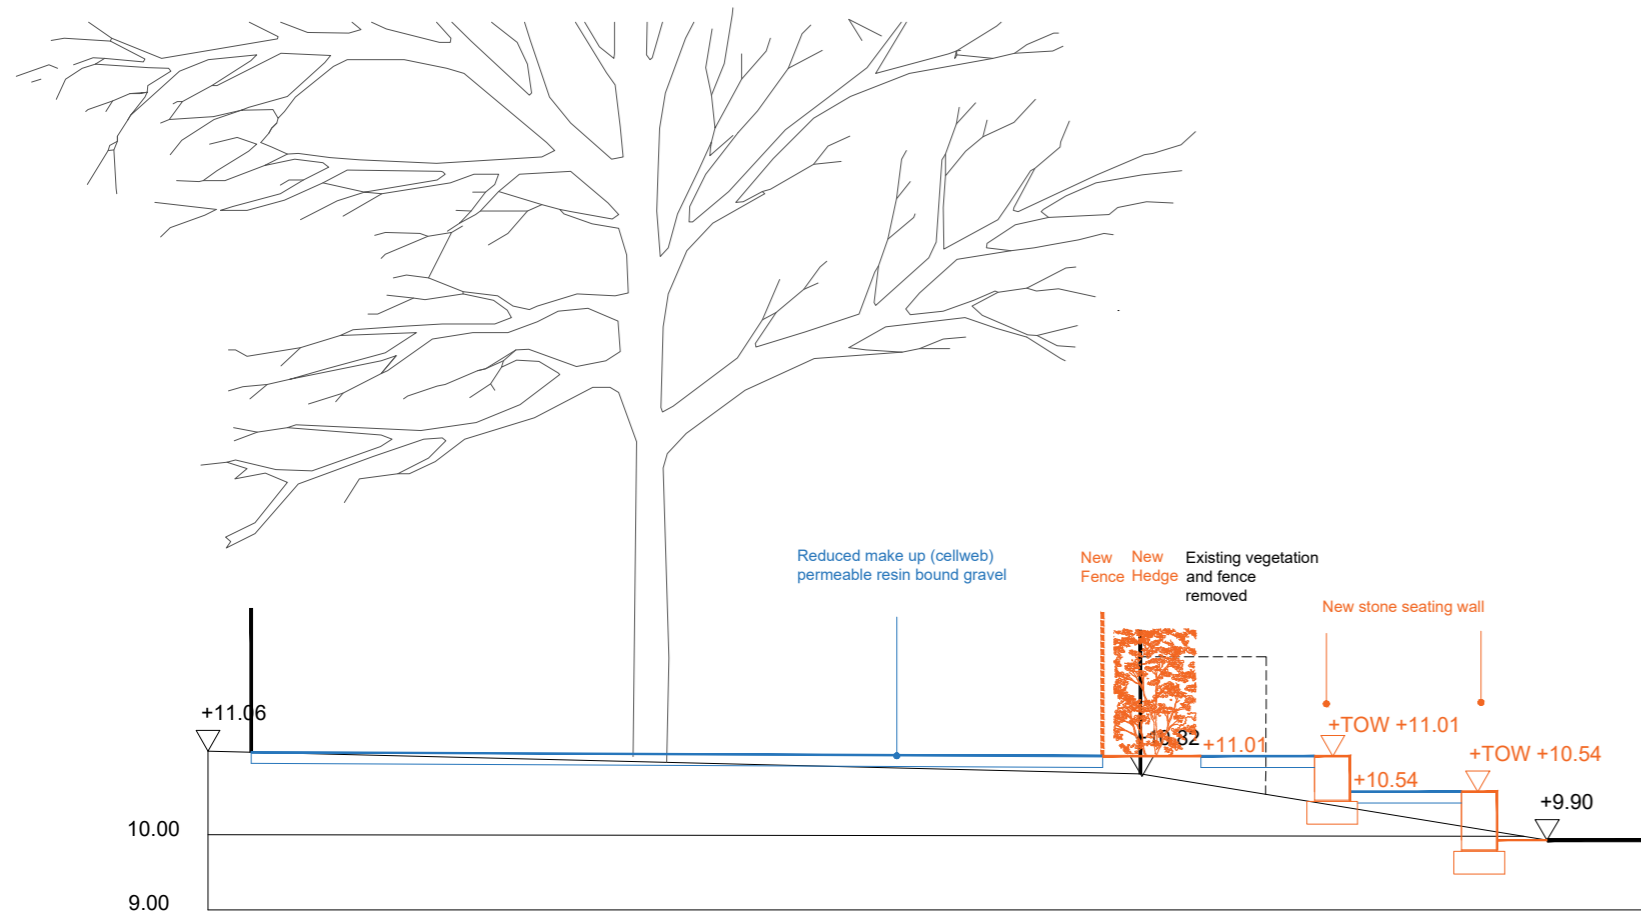 Reduced make up (cellweb)
permeable resin bound gravel
New
Fence
New
Hedge
Existing vegetation
and fence
removed
New stone seating wall
+11.06
+TOW +11.01
+11.01
+TOW +10.54
+10.54
+9.90
10.00
9.00